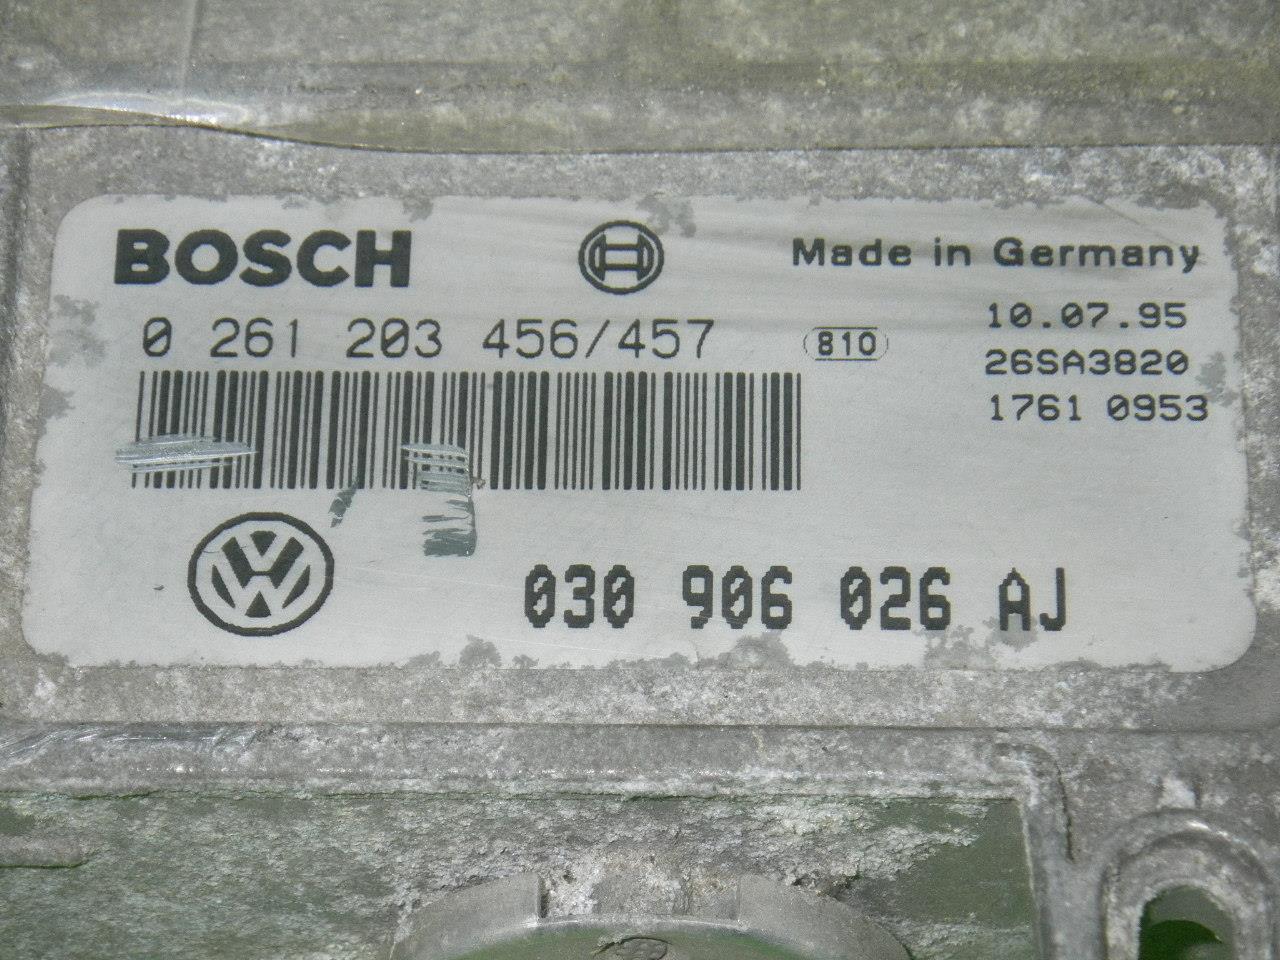 BOSCH
Made in Germany
0 261 203 456/457
810
10.07.95
26SA3820
1761 0953
030 906 026 AJ